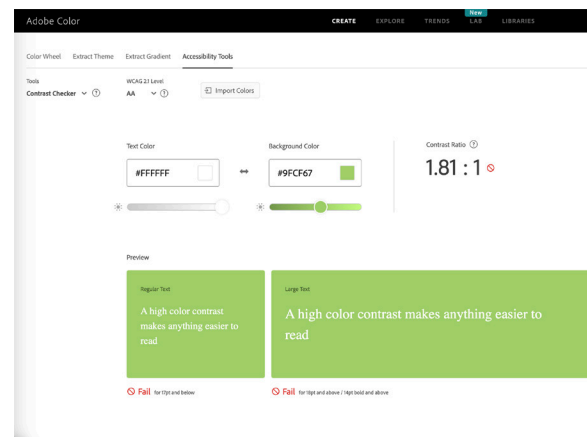 Adobe Color
CREATE EXPLORE TRENDS New LAB LIBRARIES
Color Wheel Extract Theme Extract Gradient Accessibility Tools
Tools WCAG 2.1 Level
Contrast Checker ? AA ? Import Colors
Text Color Background Color Contrast Ratio ?
#FFFFFF #9FCF67 1.81 : 1
Preview
Regular Text
A high color contrast
makes anything easier to
read
Large Text
A high color contrast makes anything easier to
read
Fail for 17pt and below
Fail for 18pt and above / 14pt bold and above